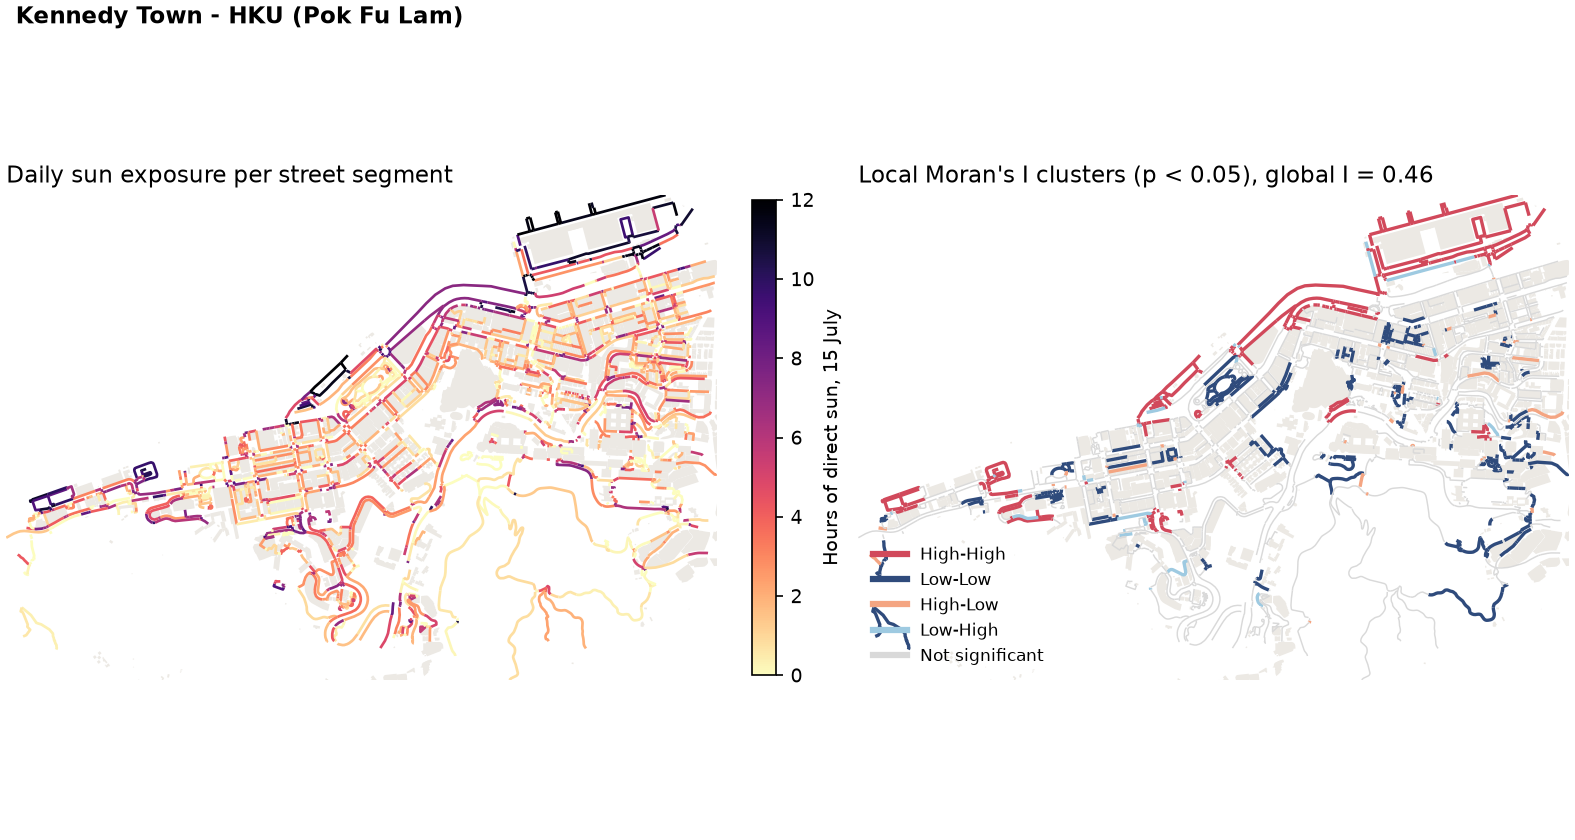 Kennedy Town - HKU (Pok Fu Lam)
Daily sun exposure per street segment
Local Moran's I clusters (p < 0.05), global I = 0.46
12
10
8
6
4
2
0
Hours of direct sun, 15 July
High-High
Low-Low
High-Low
Low-High
Not significant